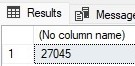 Results Message
(No column name)
1 27045